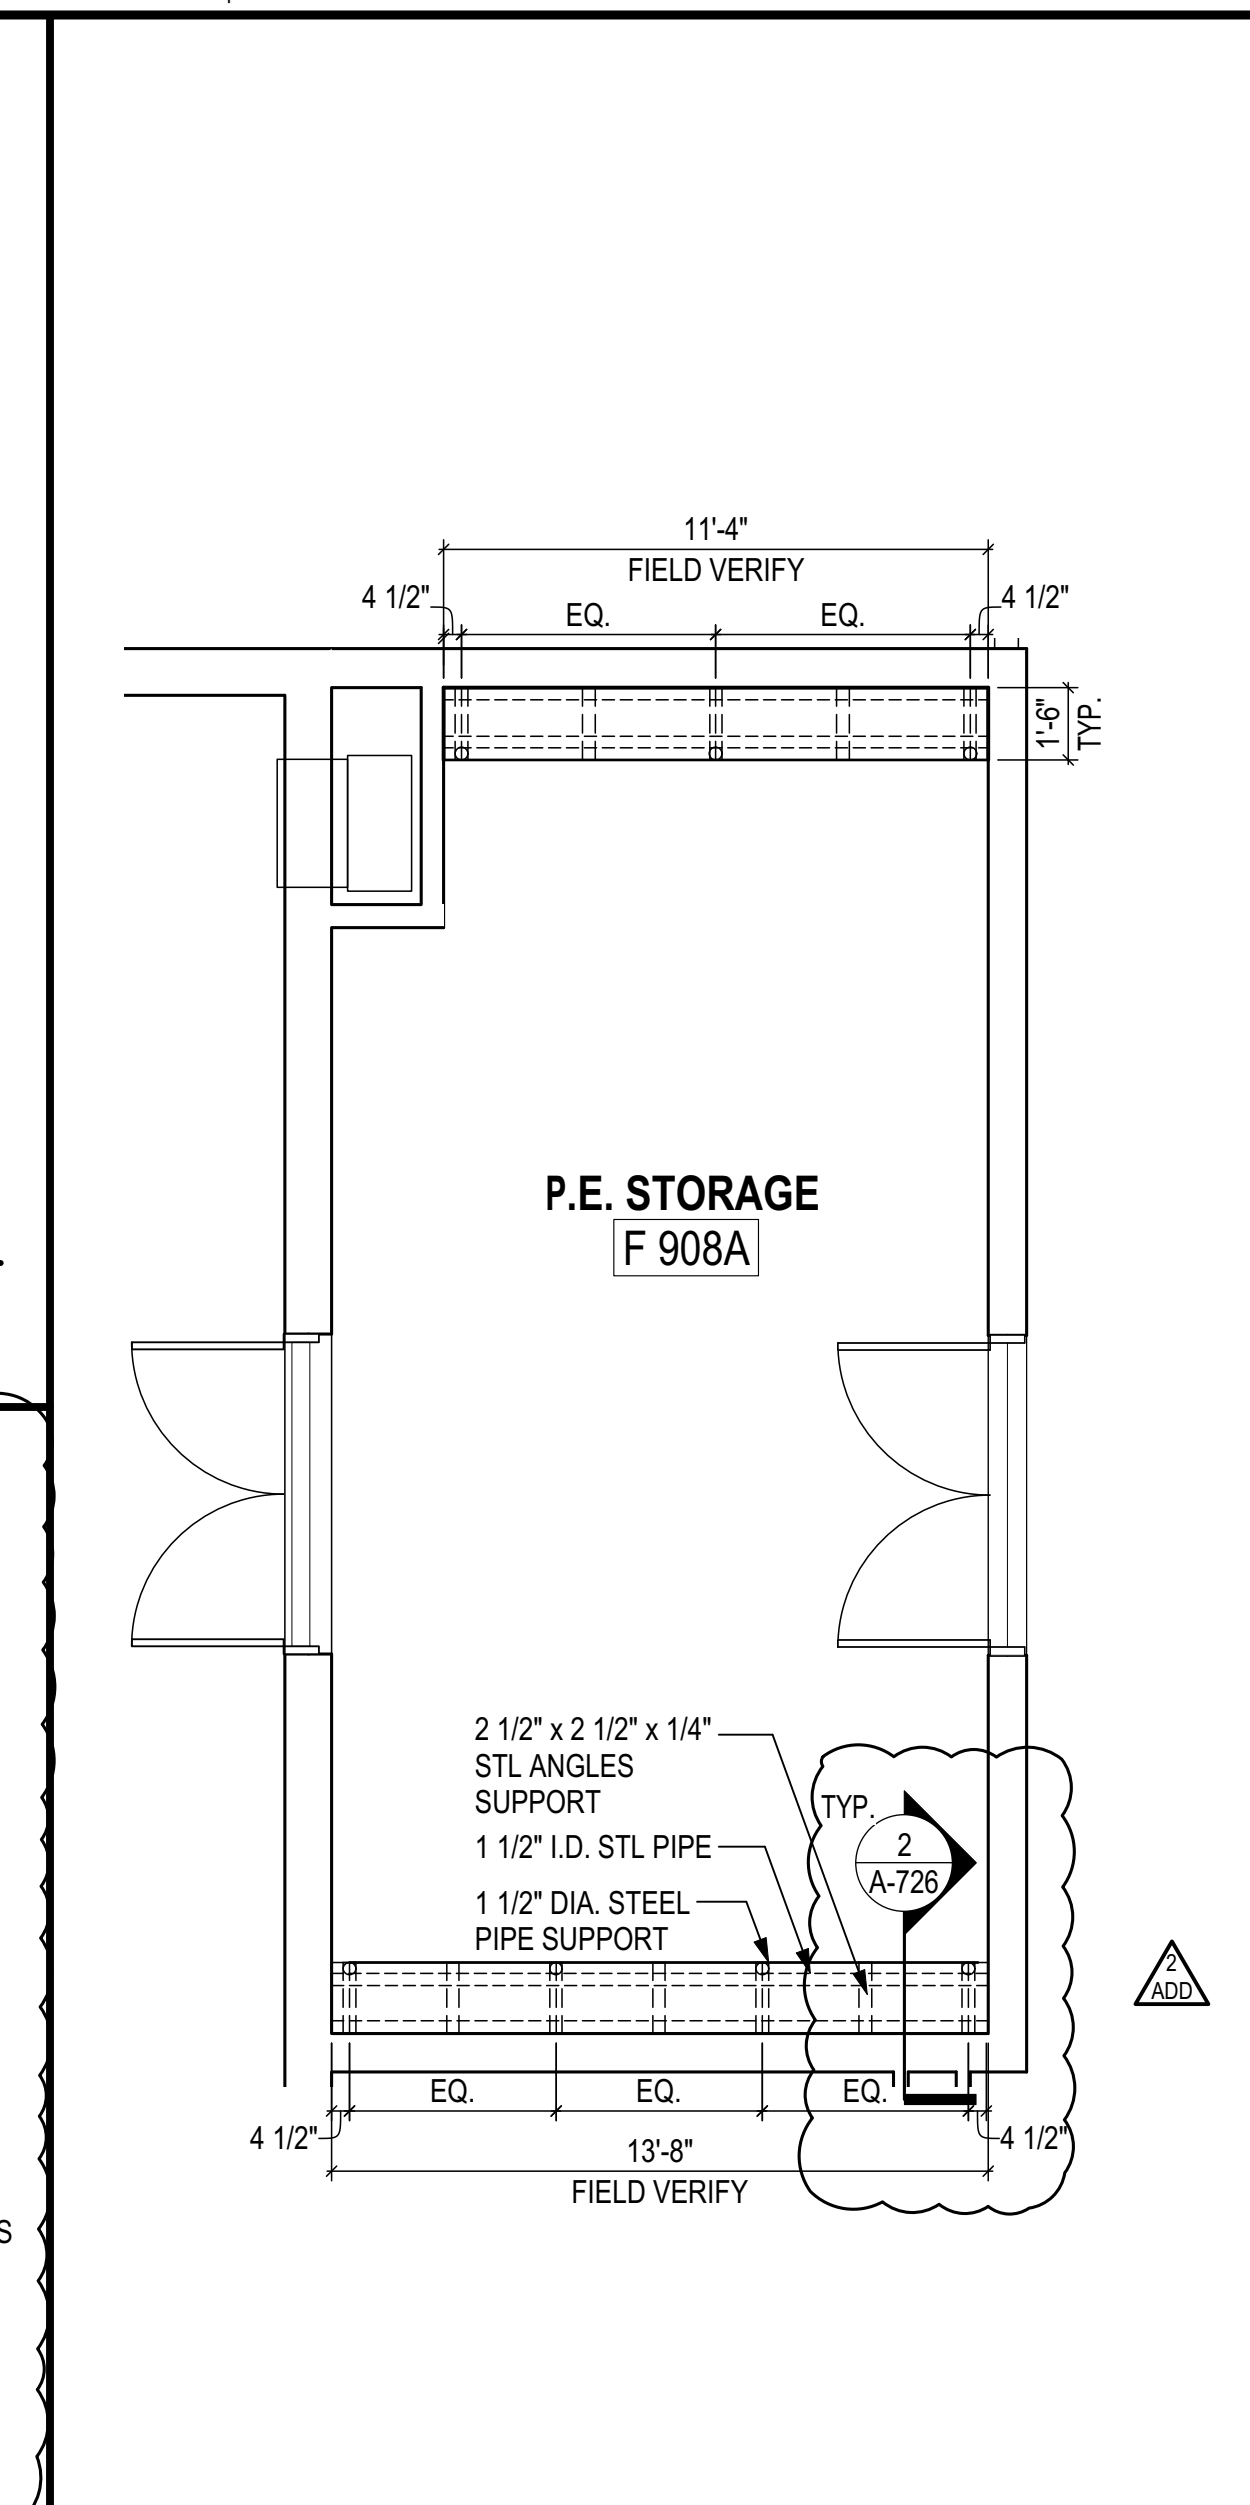 11'-4"
FIELD VERIFY
4 1/2"
EQ.
EQ.
4 1/2"
1'-6"
TYP.
P.E. STORAGE
F 908A
2 1/2" x 2 1/2" x 1/4"
STL ANGLES
SUPPORT
TYP.
1 1/2" I.D. STL PIPE
2
A-726
1 1/2" DIA. STEEL
PIPE SUPPORT
2
ADD
EQ.
EQ.
EQ.
4 1/2"
4 1/2"
13'-8"
FIELD VERIFY
S